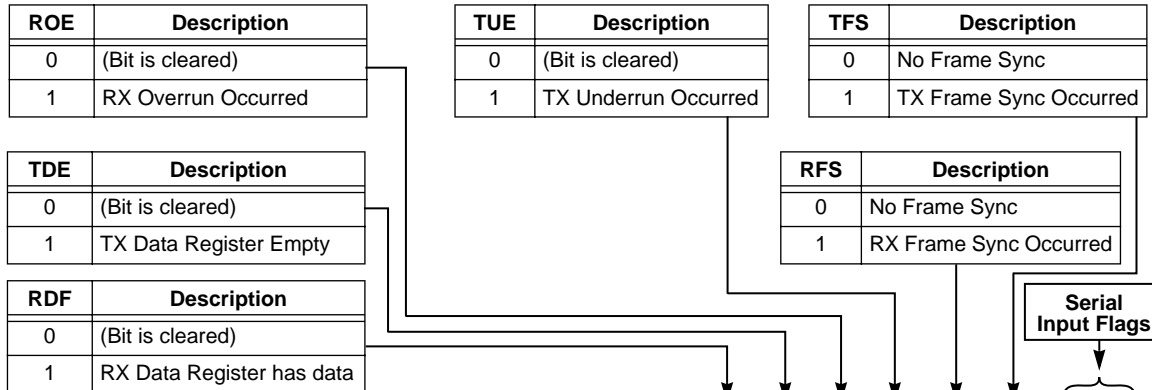 ROE Description
0 (Bit is cleared)
1 RX Overrun Occurred
TUE Description
0 (Bit is cleared)
1 TX Underrun Occurred
TFS Description
0 No Frame Sync
1 TX Frame Sync Occurred
TDE Description
0 (Bit is cleared)
1 TX Data Register Empty
RFS Description
0 No Frame Sync
1 RX Frame Sync Occurred
RDF Description
0 (Bit is cleared)
1 RX Data Register has data
Serial
Input Flags